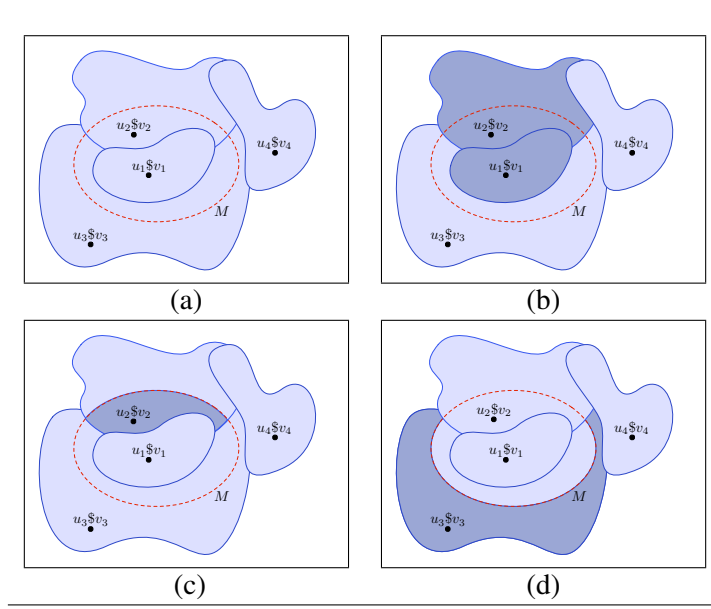 u₂$v₂
u₄$v₄
u₁$v₁
M
u₃$v₃
u₂$v₂
u₄$v₄
u₁$v₁
M
u₃$v₃
(a) (b)
u₂$v₂
u₄$v₄
u₁$v₁
M
u₃$v₃
u₂$v₂
u₄$v₄
u₁$v₁
M
u₃$v₃
(c) (d)